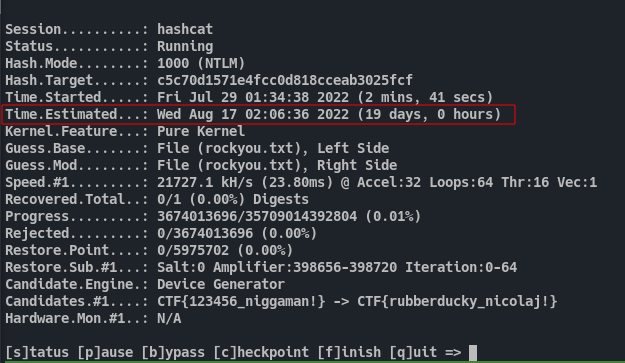 Session..........: hashcat
Status...........: Running
Hash.Mode........: 1000 (NTLM)
Hash.Target......: c5c70d1571e4fcc0d818cceab3025fcf
Time.Started.....: Fri Jul 29 01:34:38 2022 (2 mins, 41 secs)
Time.Estimated...: Wed Aug 17 02:06:36 2022 (19 days, 0 hours)
Kernel.Feature...: Pure Kernel
Guess.Base.......: File (rockyou.txt), Left Side
Guess.Mod........: File (rockyou.txt), Right Side
Speed.#1.........: 21727.1 kH/s (23.80ms) @ Accel:32 Loops:64 Thr:16 Vec:1
Recovered.Total..: 0/1 (0.00%) Digests
Progress.........: 3674013696/35709014392804 (0.01%)
Rejected.........: 0/3674013696 (0.00%)
Restore.Point....: 0/5975702 (0.00%)
Restore.Sub.#1...: Salt:0 Amplifier:398656-398720 Iteration:0-64
Candidate.Engine.: Device Generator
Candidates.#1....: CTF{123456_niggaman!} -> CTF{rubberducky_nicolaj!}
Hardware.Mon.#1..: N/A
[s]tatus [p]ause [b]ypass [c]heckpoint [f]inish [q]uit =>